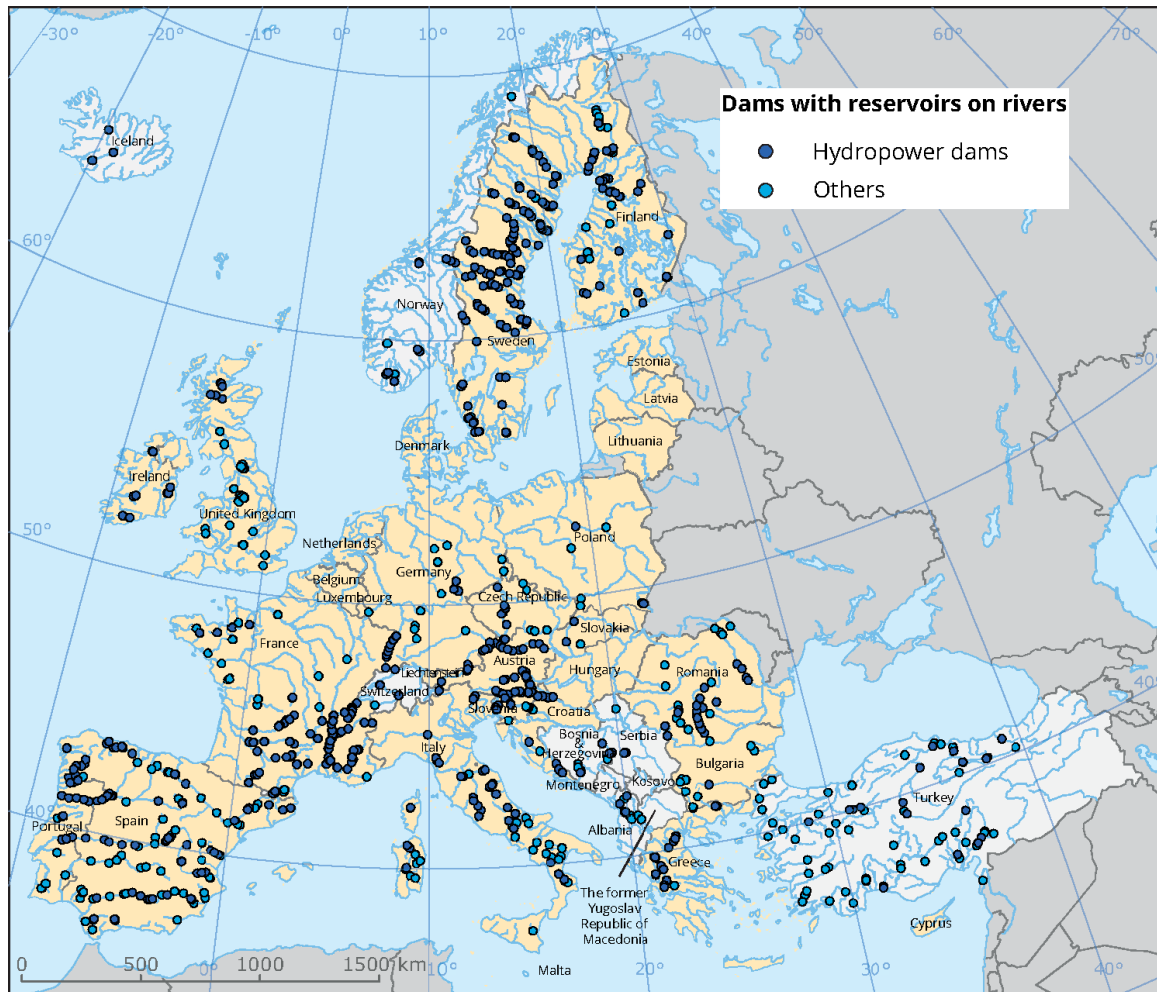 -30°
-20°
-10°
0°
10°
20°
30°
40°
50°
60°
70°
Dams with reservoirs on rivers
Hydropower dams
Others
Iceland
Finland
60°
Norway
Sweden
50°
Estonia
Latvia
Lithuania
Denmark
Ireland
United Kingdom
50°
Netherlands
Poland
Belgium
Germany
Luxembourg
Czech Republic
Slovakia
France
Austria
Liechtenstein
Hungary
Romania
Switzerland
40°
Slovenia
Croatia
Italy
Bosnia
&
Herzegovina
Serbia
Bulgaria
Montenegro
Kosovo
Turkey
40°
Portugal
Spain
Albania
Greece
The former
Yugoslav
Republic of
Macedonia
Cyprus
Malta
0
500
1000
1500 km
0°
10°
20°
30°
40°